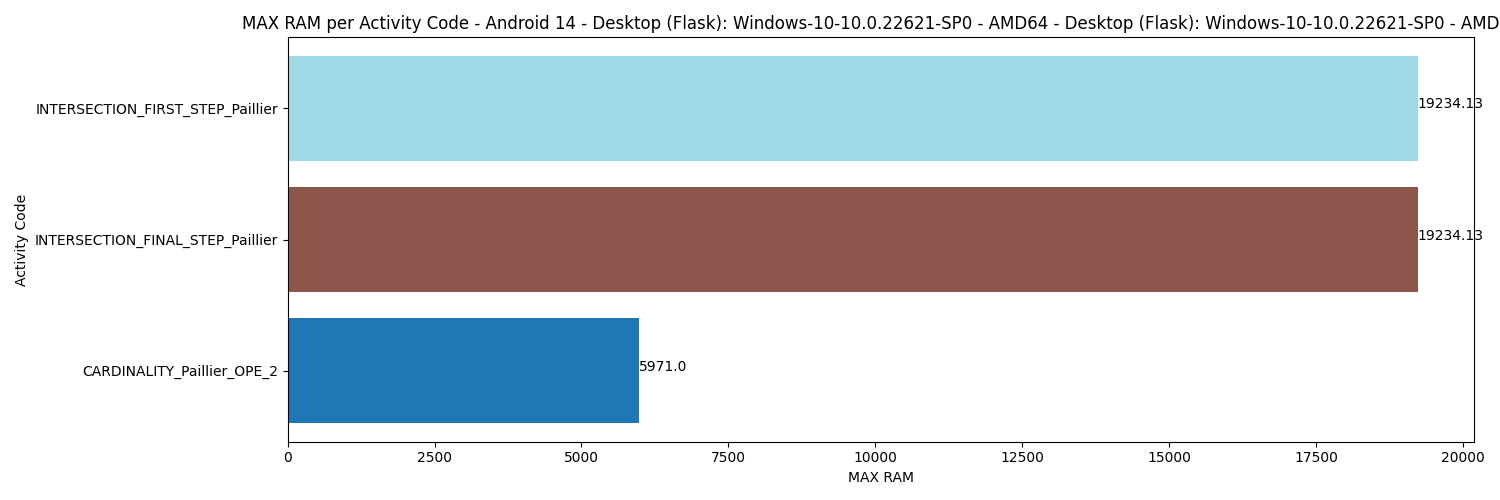 MAX RAM per Activity Code - Android 14 - Desktop (Flask): Windows-10-10.0.22621-SP0 - AMD64 - Desktop (Flask): Windows-10-10.0.22621-SP0 - AMD
INTERSECTION_FIRST_STEP_Paillier
19234.13
INTERSECTION_FINAL_STEP_Paillier
19234.13
CARDINALITY_Paillier_OPE_2
5971.0
Activity Code
0 2500 5000 7500 10000 12500 15000 17500 20000
MAX RAM